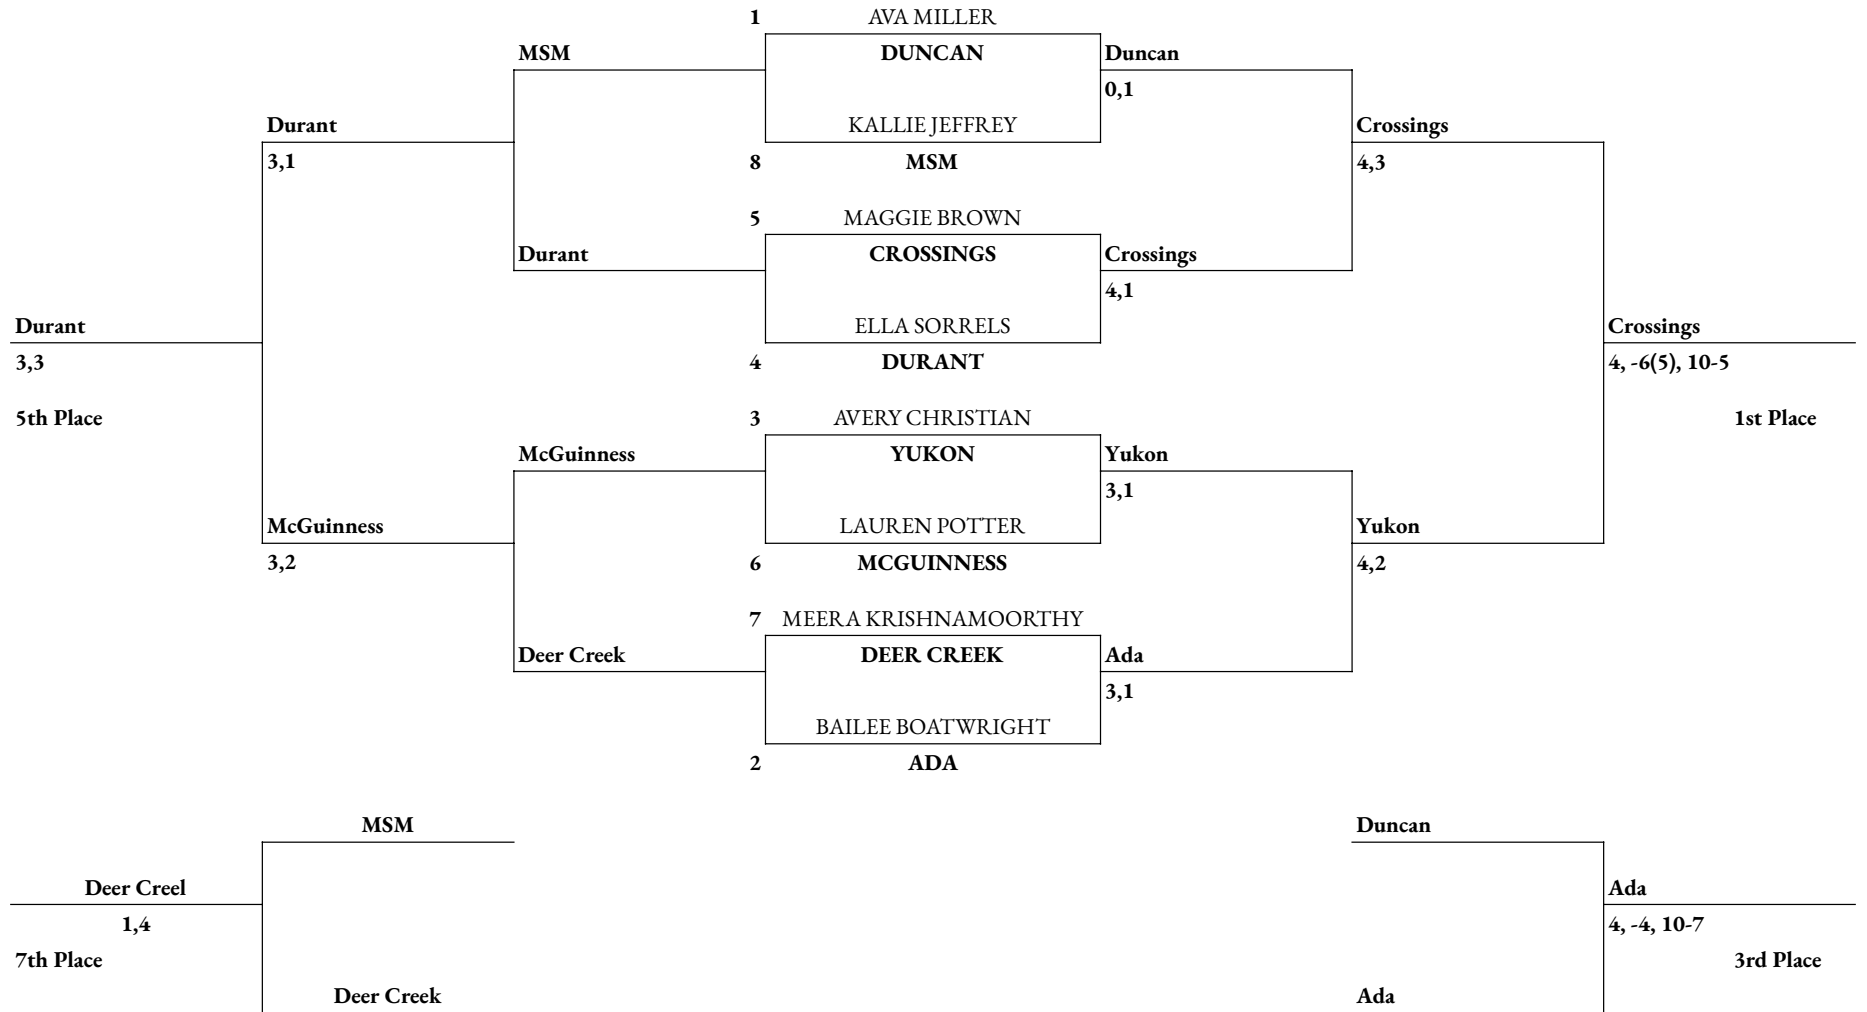 1 AVA MILLER
MSM DUNCAN Duncan
0,1
Durant KALLIE JEFFREY Crossings
3,1 8 MSM 4,3
5 MAGGIE BROWN
Durant CROSSINGS Crossings
4,1
Durant ELLA SORRELS Crossings
3,3 4 DURANT 4, -6(5), 10-5
5th Place 3 AVERY CHRISTIAN 1st Place
McGuinness YUKON Yukon
3,1
McGuinness LAUREN POTTER Yukon
3,2 6 MCGUINNESS 4,2
7 MEERA KRISHNAMOORTHY
Deer Creek DEER CREEK Ada
3,1
BAILEE BOATWRIGHT
2 ADA
MSM Duncan
Deer Creel Ada
1,4 4, -4, 10-7
7th Place 3rd Place
Deer Creek Ada